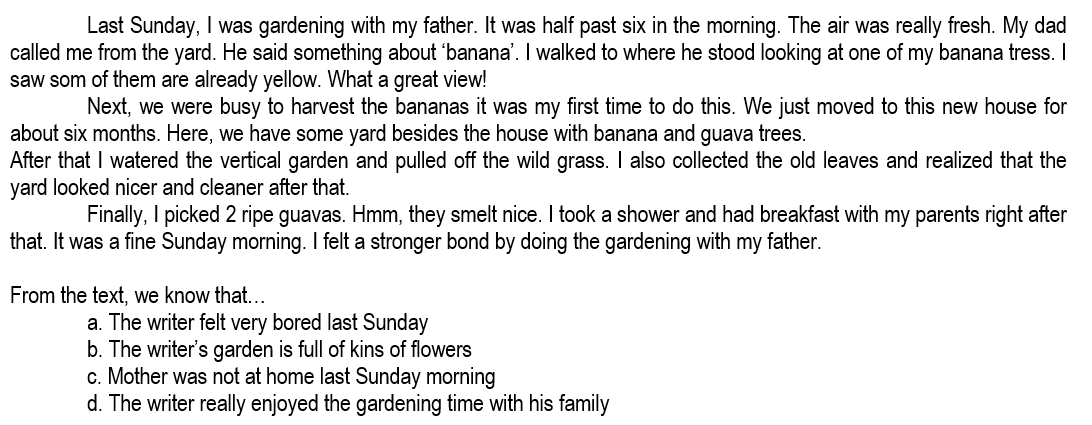 Last Sunday, I was gardening with my father. It was half past six in the morning. The air was really fresh. My dad
called me from the yard. He said something about ‘banana’. I walked to where he stood looking at one of my banana tress. I
saw som of them are already yellow. What a great view!
Next, we were busy to harvest the bananas it was my first time to do this. We just moved to this new house for
about six months. Here, we have some yard besides the house with banana and guava trees.
After that I watered the vertical garden and pulled off the wild grass. I also collected the old leaves and realized that the
yard looked nicer and cleaner after that.
Finally, I picked 2 ripe guavas. Hmm, they smelt nice. I took a shower and had breakfast with my parents right after
that. It was a fine Sunday morning. I felt a stronger bond by doing the gardening with my father.
From the text, we know that…
a. The writer felt very bored last Sunday
b. The writer’s garden is full of kins of flowers
c. Mother was not at home last Sunday morning
d. The writer really enjoyed the gardening time with his family